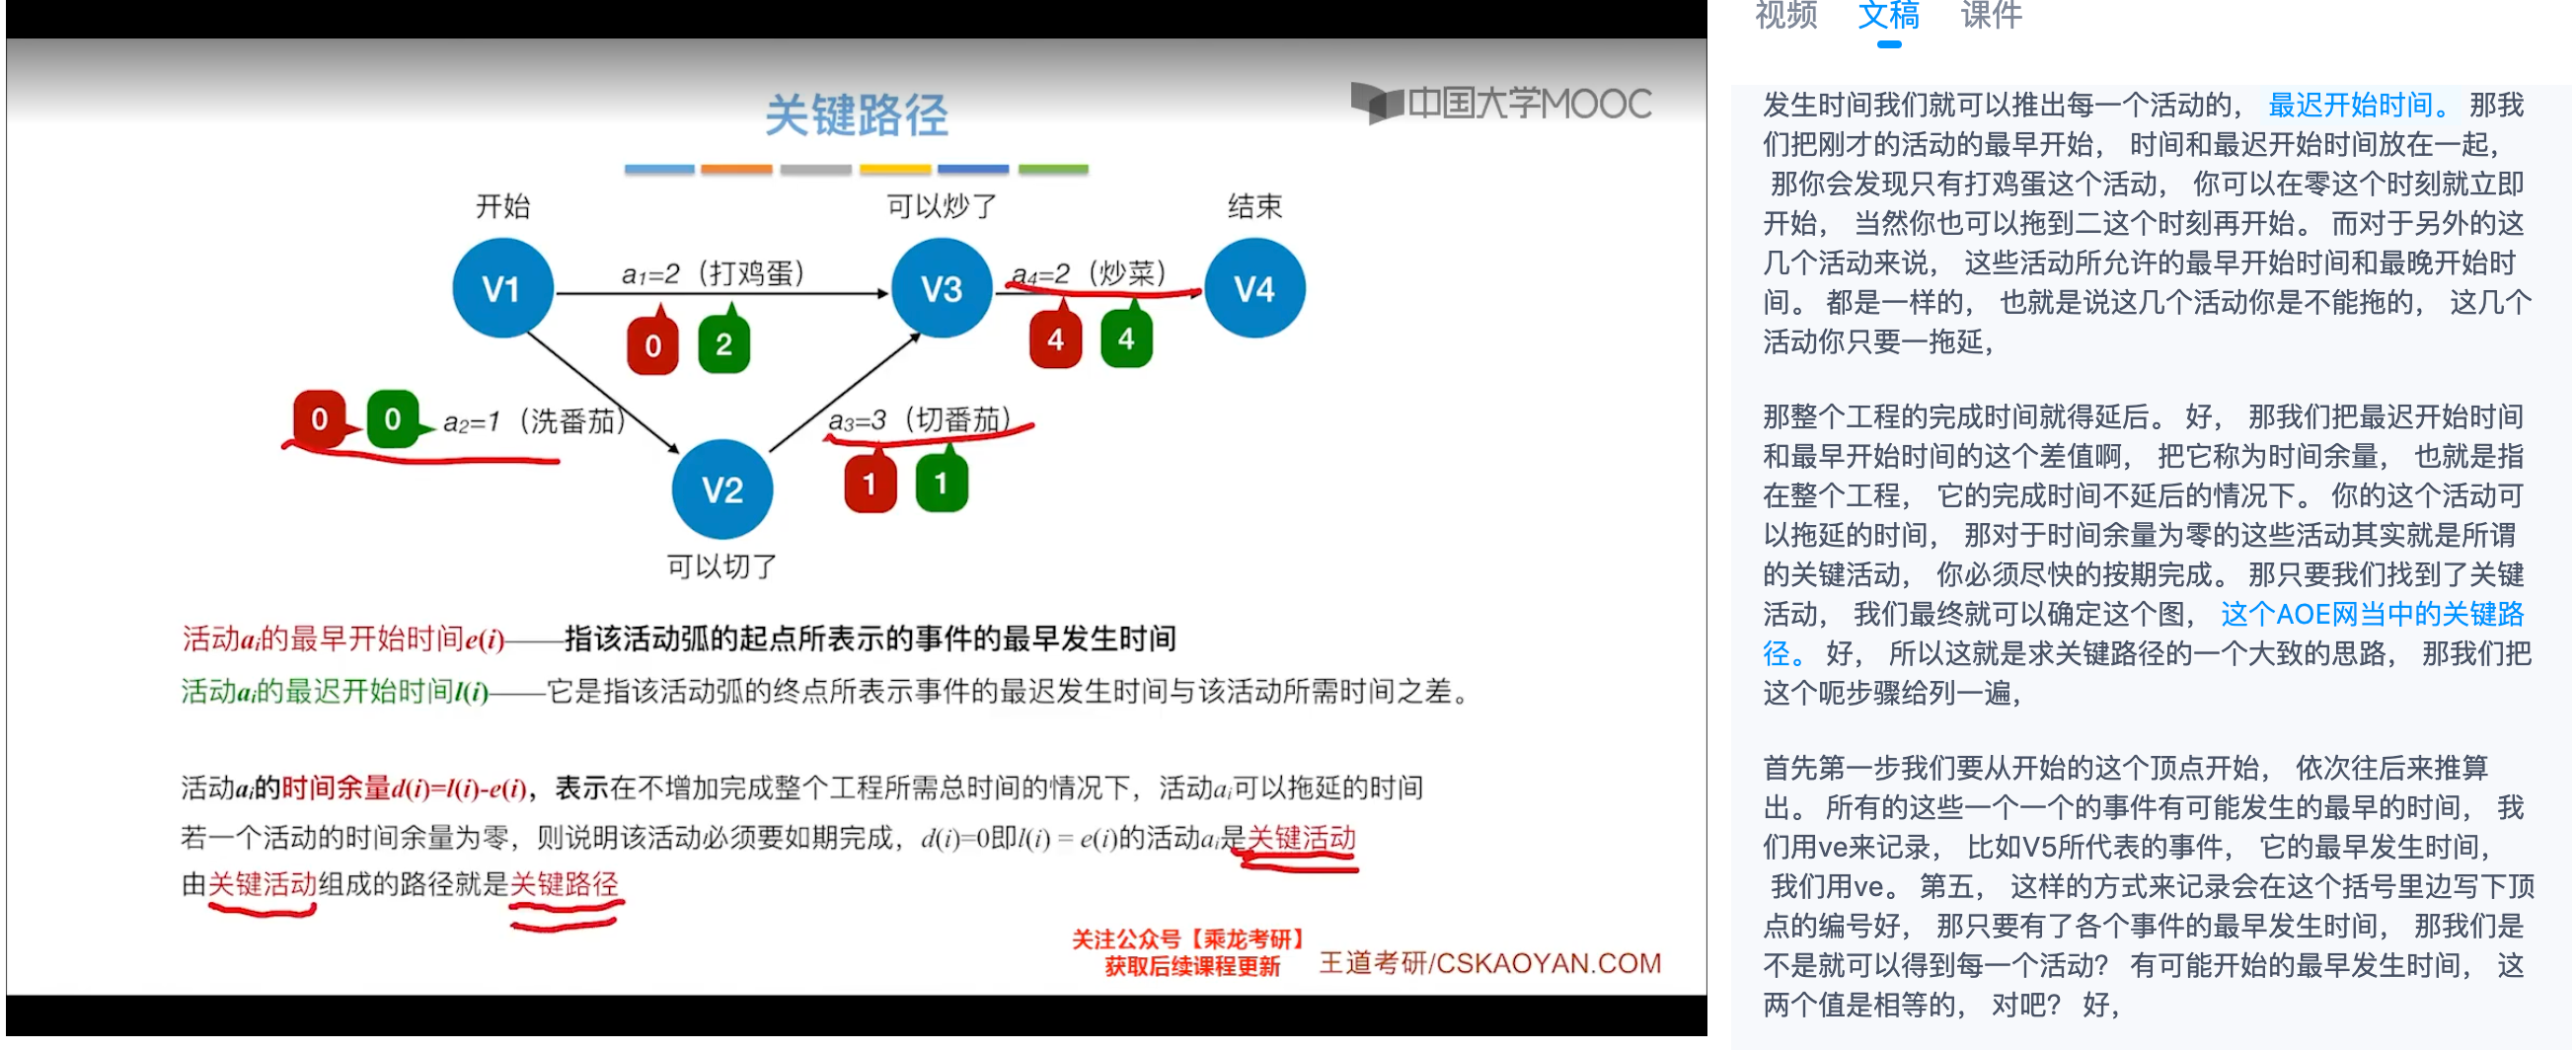 关键路径
中国大学MOOC
开始
可以炒了
结束
V1
a₁=2（打鸡蛋）
V3
a₄=2（炒菜）
V4
0
2
4
4
0
0
a₂=1（洗番茄）
a₃=3（切番茄）
V2
1
1
可以切了
活动aᵢ的最早开始时间e(i)——指该活动弧的起点所表示的事件的最早发生时间
活动aᵢ的最迟开始时间l(i)——它是指该活动弧的终点所表示事件的最迟发生时间与该活动所需时间之差。
活动aᵢ的时间余量d(i)=l(i)-e(i)，表示在不增加完成整个工程所需总时间的情况下，活动aᵢ可以拖延的时间
若一个活动的时间余量为零，则说明该活动必须要如期完成，d(i)=0即l(i) = e(i)的活动aᵢ是关键活动
由关键活动组成的路径就是关键路径
关注公众号【乘龙考研】
获取后续课程更新
王道考研/CSKAOYAN.COM
视频 文稿 课件
发生时间我们就可以推出每一个活动的， 最迟开始时间。 那我
们把刚才的活动的最早开始， 时间和最迟开始时间放在一起，
那你会发现只有打鸡蛋这个活动， 你可以在零这个时刻就立即
开始， 当然你也可以拖到二这个时刻再开始。 而对于另外的这
几个活动来说， 这些活动所允许的最早开始时间和最晚开始时
间。 都是一样的， 也就是说这几个活动你是不能拖的， 这几个
活动你只要一拖延，
那整个工程的完成时间就得延后。 好， 那我们把最迟开始时间
和最早开始时间的这个差值啊， 把它称为时间余量， 也就是指
在整个工程， 它的完成时间不延后的情况下。 你的这个活动可
以拖延的时间， 那对于时间余量为零的这些活动其实就是所谓
的关键活动， 你必须尽快的按期完成。 那只要我们找到了关键
活动， 我们最终就可以确定这个图， 这个AOE网当中的关键路
径。 好， 所以这就是求关键路径的一个大致的思路， 那我们把
这个呃步骤给列一遍，
首先第一步我们要从开始的这个顶点开始， 依次往后来推算
出。 所有的这些一个一个的事件有可能发生的最早的时间， 我
们用ve来记录， 比如V5所代表的事件， 它的最早发生时间，
我们用ve。 第五， 这样的方式来记录会在这个括号里边写下顶
点的编号好， 那只要有了各个事件的最早发生时间， 那我们是
不是就可以得到每一个活动？ 有可能开始的最早发生时间， 这
两个值是相等的， 对吧？ 好，